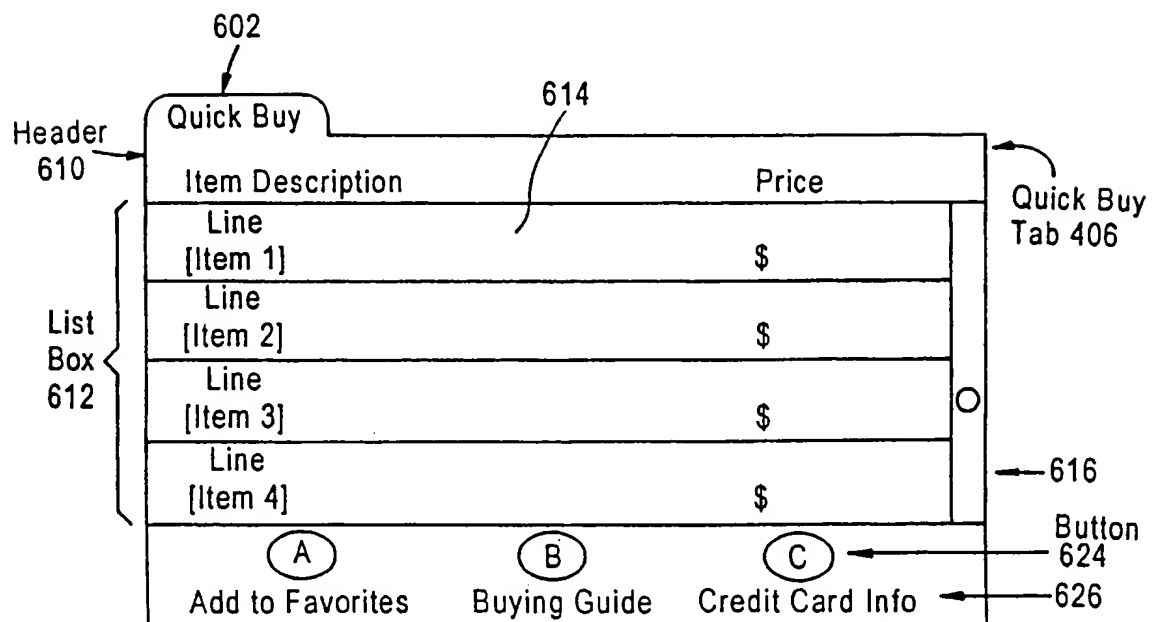 602
Quick Buy
614
Header
610
Item Description Price
Quick Buy
Tab 406
Line
[Item 1] $
Line
[Item 2] $
List
Box
612
Line
[Item 3] $
Line
[Item 4] $
616
A B C
Button
624
Add to Favorites Buying Guide Credit Card Info
626